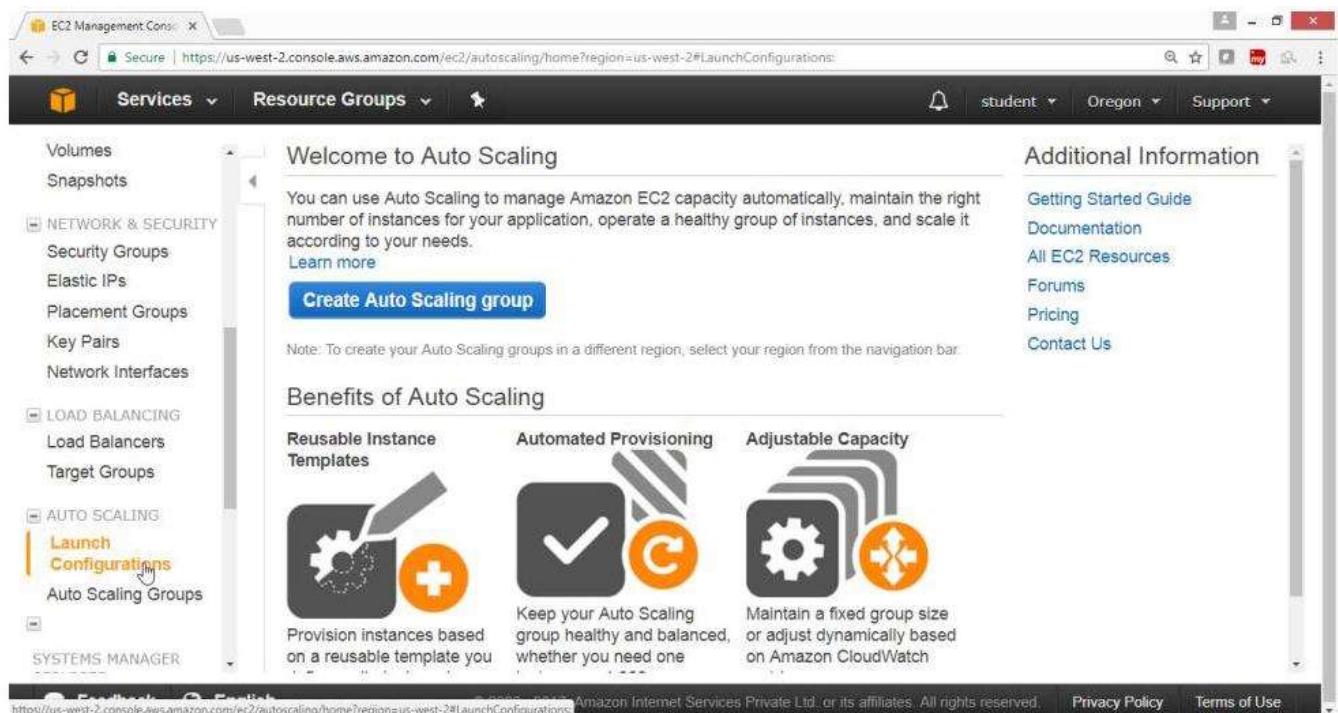 EC2 Management Cons
Secure | https://us-west-2.console.aws.amazon.com/ec2/autoscaling/home?region=us-west-2#LaunchConfigurations:
my
Services
Resource Groups
student
Oregon
Support
Volumes
Snapshots
NETWORK & SECURITY
Security Groups
Elastic IPs
Placement Groups
Key Pairs
Network Interfaces
LOAD BALANCING
Load Balancers
Target Groups
AUTO SCALING
Launch
Configurations
Auto Scaling Groups
SYSTEMS MANAGER
Welcome to Auto Scaling
You can use Auto Scaling to manage Amazon EC2 capacity automatically, maintain the right
number of instances for your application, operate a healthy group of instances, and scale it
according to your needs.
Learn more
Create Auto Scaling group
Note: To create your Auto Scaling groups in a different region, select your region from the navigation bar.
Benefits of Auto Scaling
Reusable Instance
Templates
Provision instances based
on a reusable template you
Automated Provisioning
Keep your Auto Scaling
group healthy and balanced,
whether you need one
Adjustable Capacity
Maintain a fixed group size
or adjust dynamically based
on Amazon CloudWatch
Additional Information
Getting Started Guide
Documentation
All EC2 Resources
Forums
Pricing
Contact Us
Feedback
English
Amazon Internet Services Private Ltd. or its affiliates. All rights reserved.
Privacy Policy
Terms of Use
https://us-west-2.console.aws.amazon.com/ec2/autoscaling/home?region=us-west-2#LaunchConfigurations: